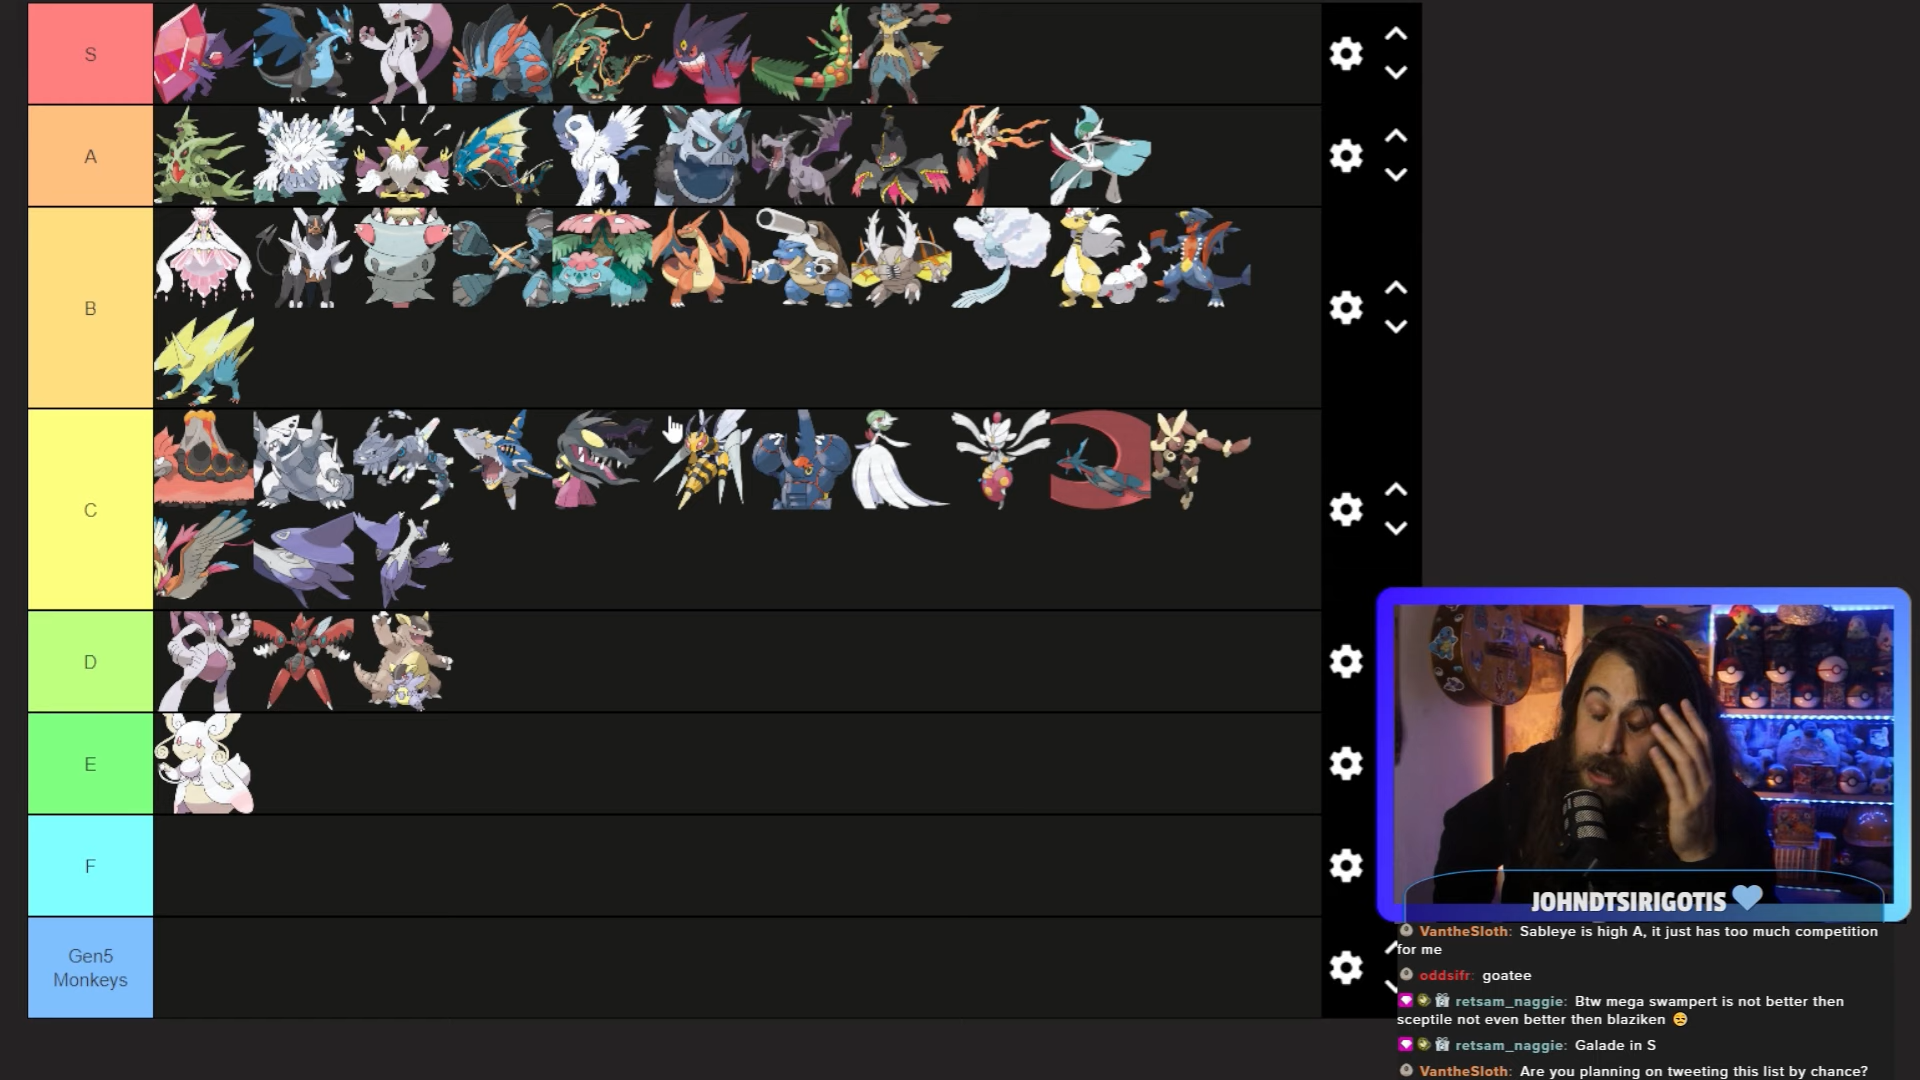 S
A
B
C
D
E
F
Gen5
Monkeys
JOHNDTSIRIGOTIS
VantheSloth: Sableye is high A, it just has too much competition
for me
oddsifr: goatee
retsam_naggie: Btw mega swampert is not better then
sceptile not even better then blaziken
retsam_naggie: Galade in S
VantheSloth: Are you planning on tweeting this list by chance?